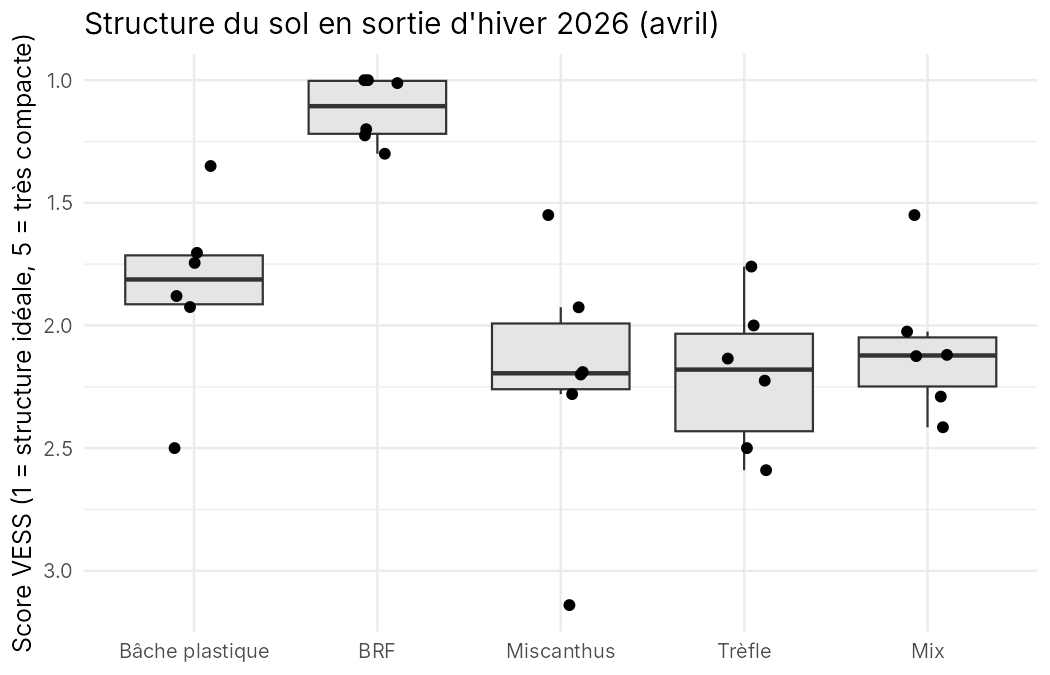 Structure du sol en sortie d'hiver 2026 (avril)
Score VESS (1 = structure idéale, 5 = très compacte)
1.0
1.5
2.0
2.5
3.0
Bâche plastique BRF Miscanthus Trèfle Mix